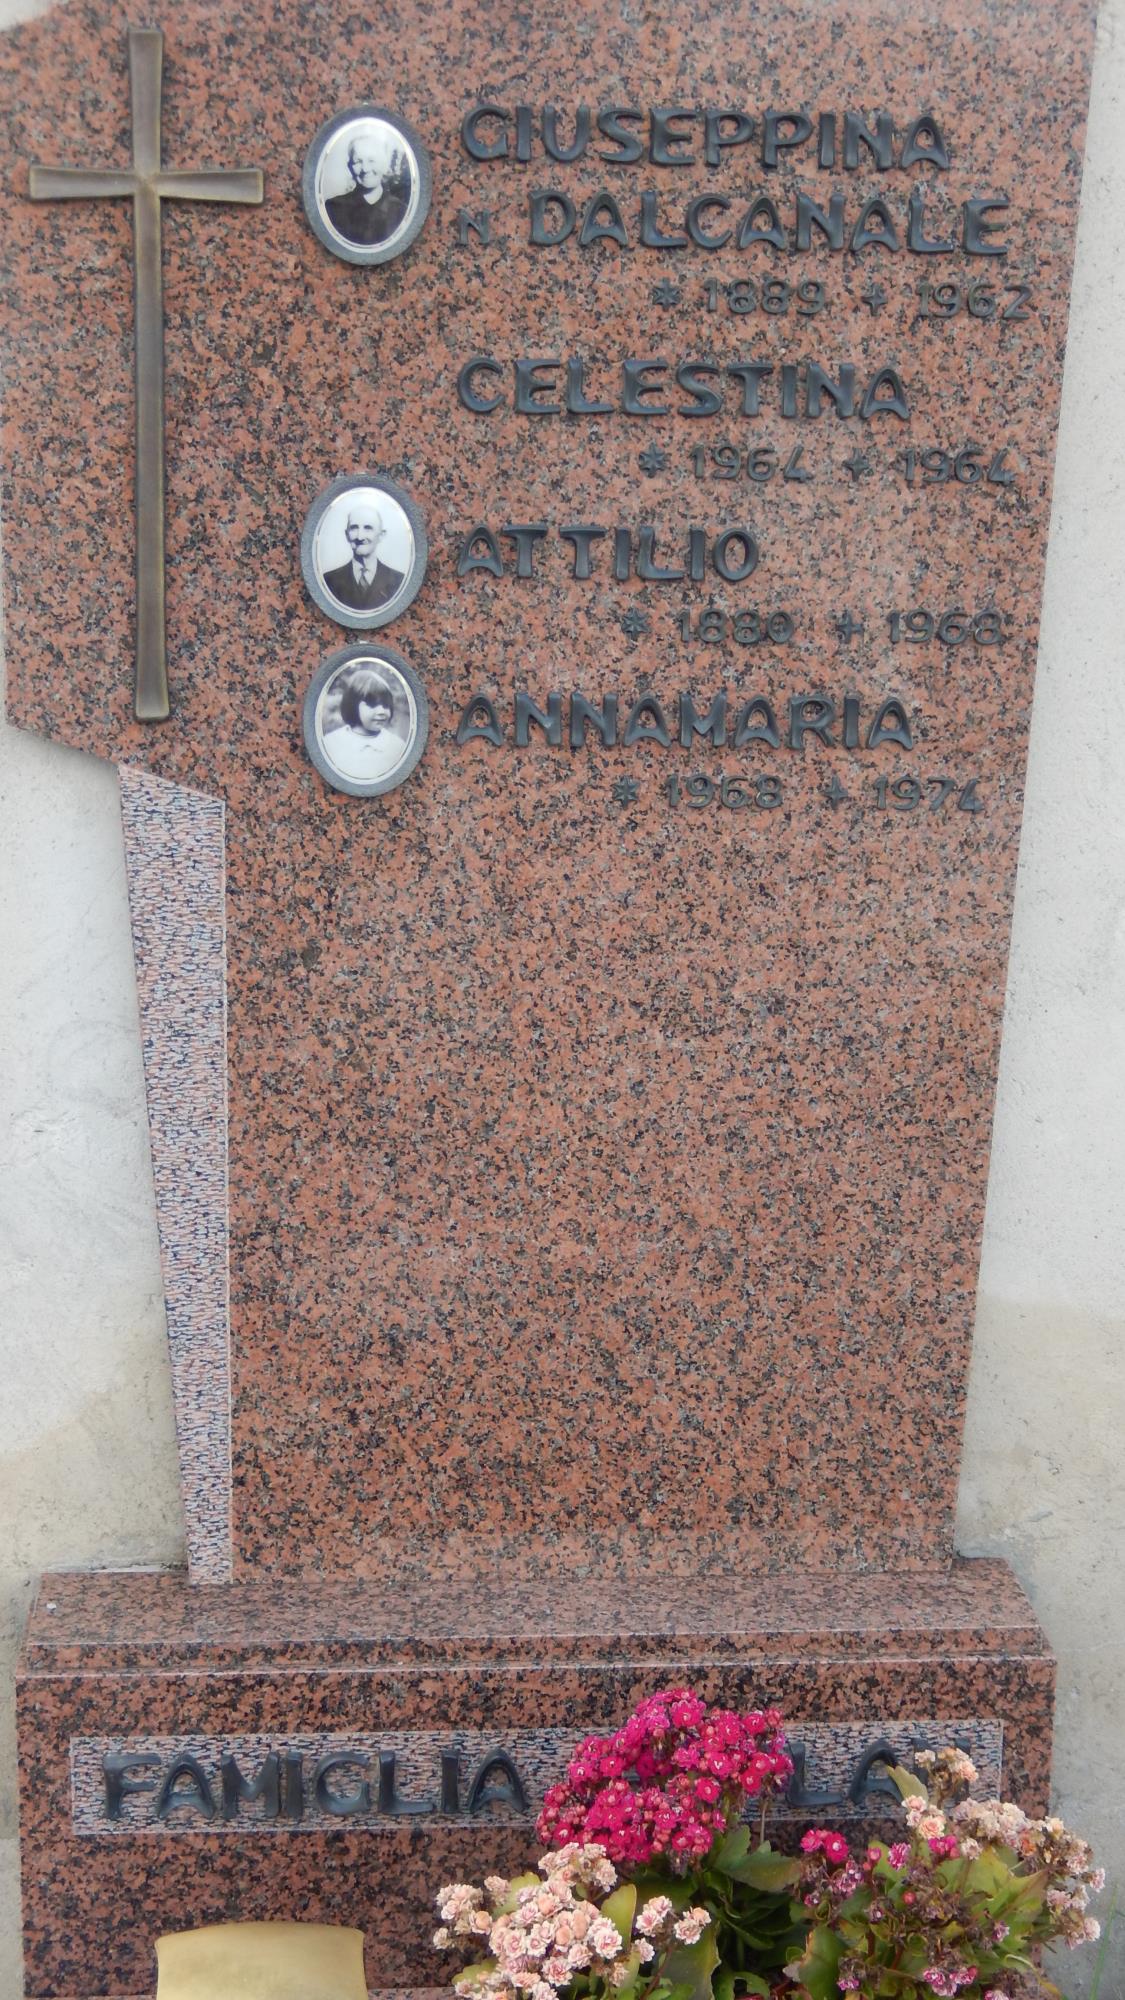 GIUSEPPINA
N DALCANALE
* 1889 + 1962
CELESTINA
* 1964 + 1964
ATTILIO
* 1880 + 1968
ANNAMARIA
* 1968 + 1974
FAMIGLIA